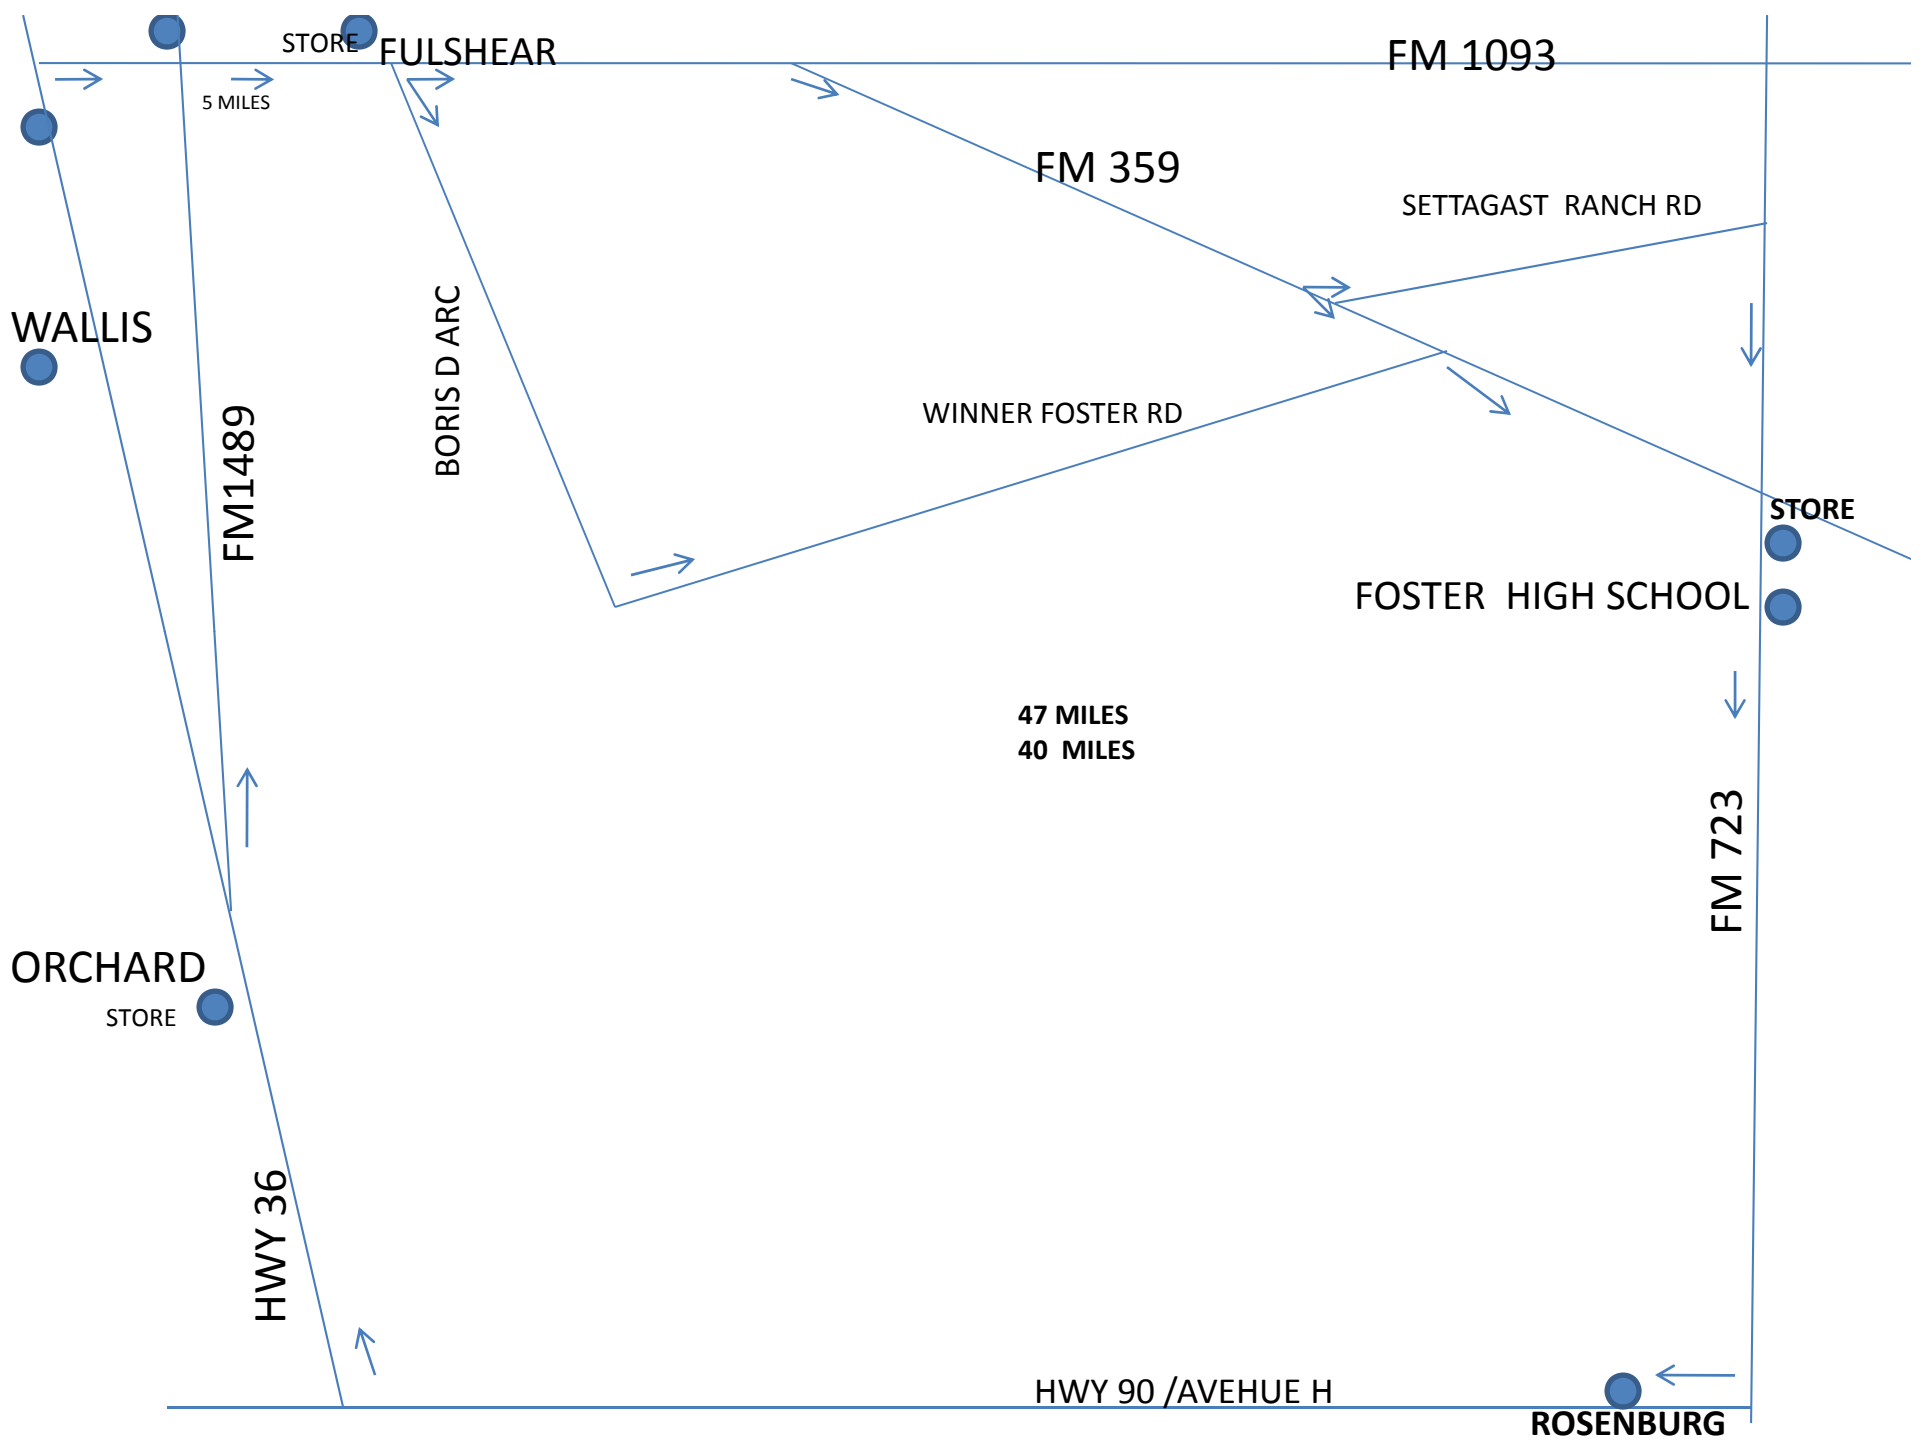 STORE
FULSHEAR
FM 1093
5 MILES
FM 359
SETTAGAST RANCH RD
WALLIS
BORIS D ARC
FM1489
WINNER FOSTER RD
STORE
FOSTER HIGH SCHOOL
47 MILES
40 MILES
FM 723
ORCHARD
STORE
HWY 36
HWY 90 /AVEHUE H
ROSENBURG